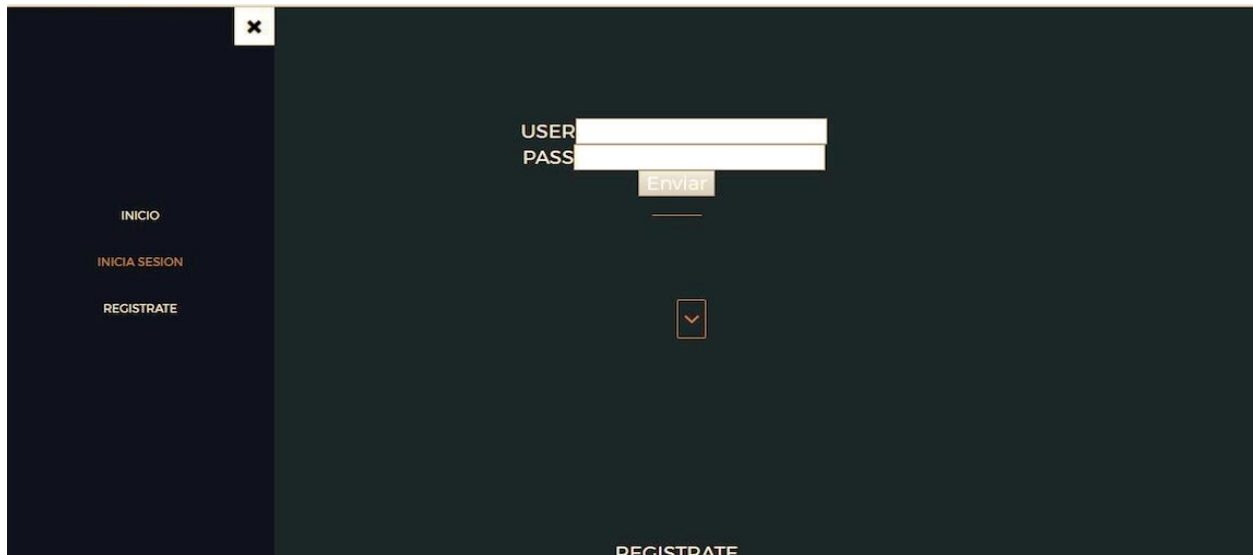 USER
PASS
Enviar
INICIO
INICIA SESION
REGISTRATE
REGISTRATE